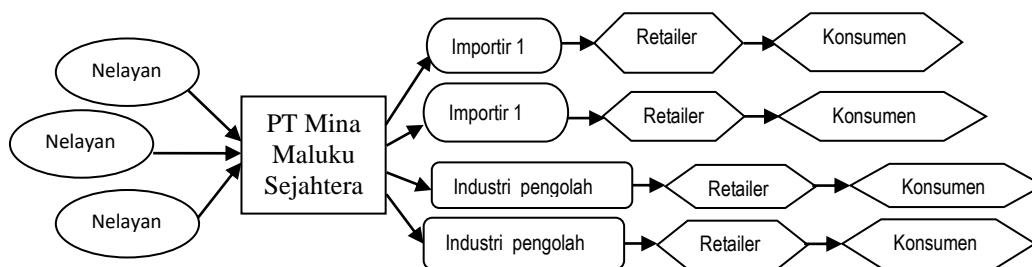 Nelayan
Nelayan
Nelayan
PT Mina
Maluku
Sejahtera
Importir 1
Retailer
Konsumen
Importir 1
Retailer
Konsumen
Industri pengolah
Retailer
Konsumen
Industri pengolah
Retailer
Konsumen